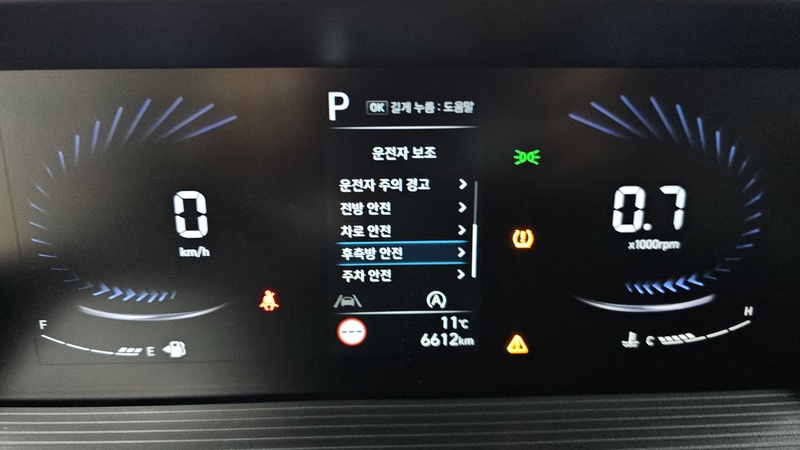 P OK 길게 누름 : 도움말
운전자 보조
운전자 주의 경고
전방 안전
차로 안전
후측방 안전
주차 안전
0
km/h
0.7
x1000rpm
A
11℃
6612km
F
E
C
H